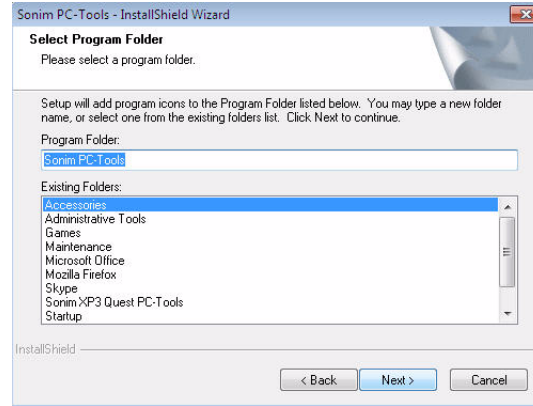 Sonim PC-Tools - InstallShield Wizard
Select Program Folder
Please select a program folder.
Setup will add program icons to the Program Folder listed below. You may type a new folder
name, or select one from the existing folders list. Click Next to continue.
Program Folder:
Sonim PC-Tools
Existing Folders:
Accessories
Administrative Tools
Games
Maintenance
Microsoft Office
Mozilla Firefox
Skype
Sonim XP3 Quest PC-Tools
Startup
InstallShield
< Back
Next >
Cancel